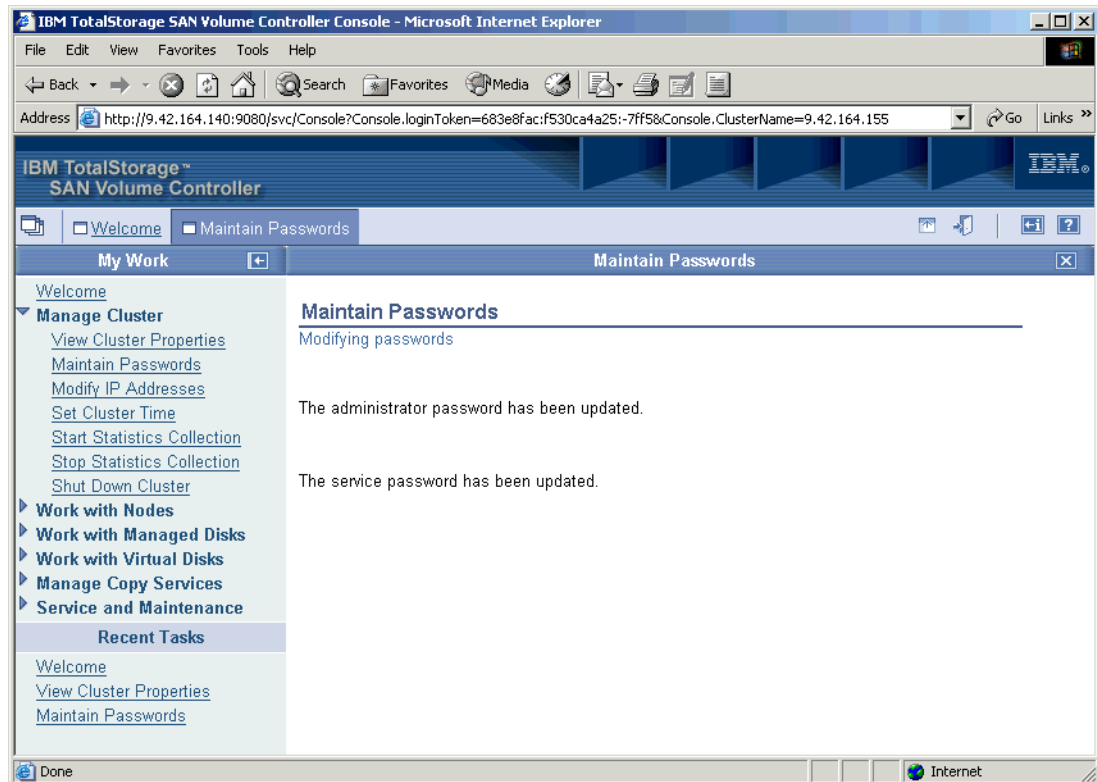 IBM TotalStorage SAN Volume Controller Console - Microsoft Internet Explorer
File Edit View Favorites Tools Help
Back Search Favorites Media
Address http://9.42.164.140:9080/svc/Console?Console.loginToken=683e8fac:f530ca4a25:-7ff5&Console.ClusterName=9.42.164.155 Go Links »
IBM TotalStorage™
SAN Volume Controller
IBM®
Welcome Maintain Passwords
My Work
Maintain Passwords
Welcome
Manage Cluster
View Cluster Properties
Maintain Passwords
Modify IP Addresses
Set Cluster Time
Start Statistics Collection
Stop Statistics Collection
Shut Down Cluster
Work with Nodes
Work with Managed Disks
Work with Virtual Disks
Manage Copy Services
Service and Maintenance
Recent Tasks
Welcome
View Cluster Properties
Maintain Passwords
Maintain Passwords
Modifying passwords
The administrator password has been updated.
The service password has been updated.
Done Internet